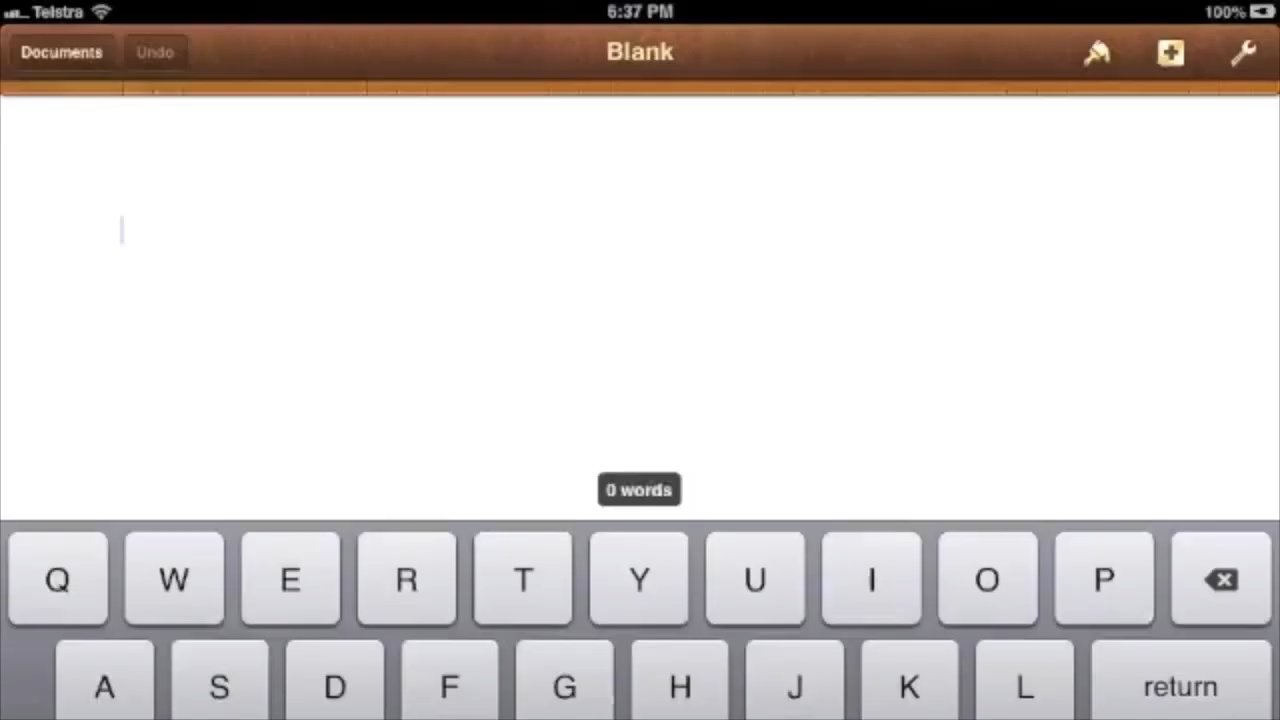 Telstra 6:37 PM 100%
Documents Undo Blank
0 words
Q W E R T Y U I O P
A S D F G H J K L return